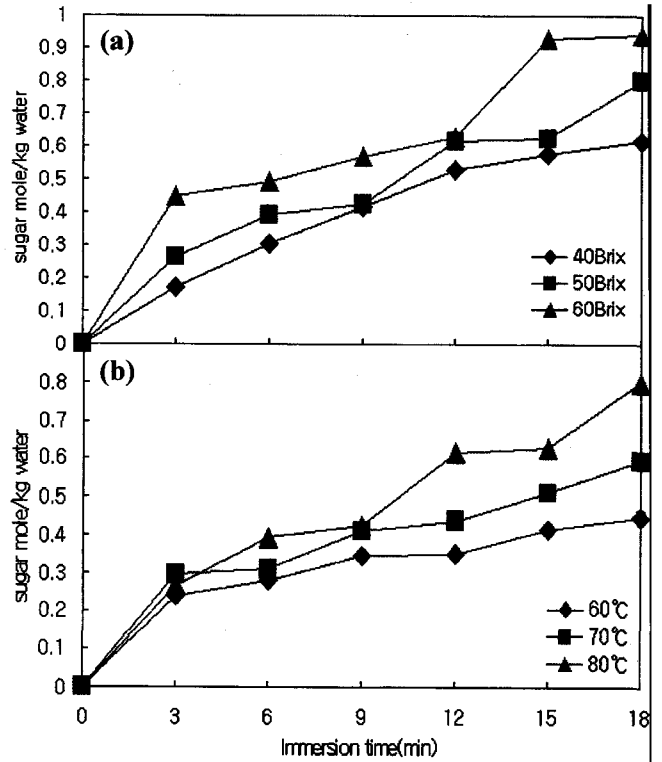 (a)
sugar mole/kg water
1
0.9
0.8
0.7
0.6
0.5
0.4
0.3
0.2
0.1
0
40Brix
50Brix
60Brix
(b)
sugar mole/kg water
0.8
0.7
0.6
0.5
0.4
0.3
0.2
0.1
0
60℃
70℃
80℃
0 3 6 9 12 15 18
Immersion time(min)